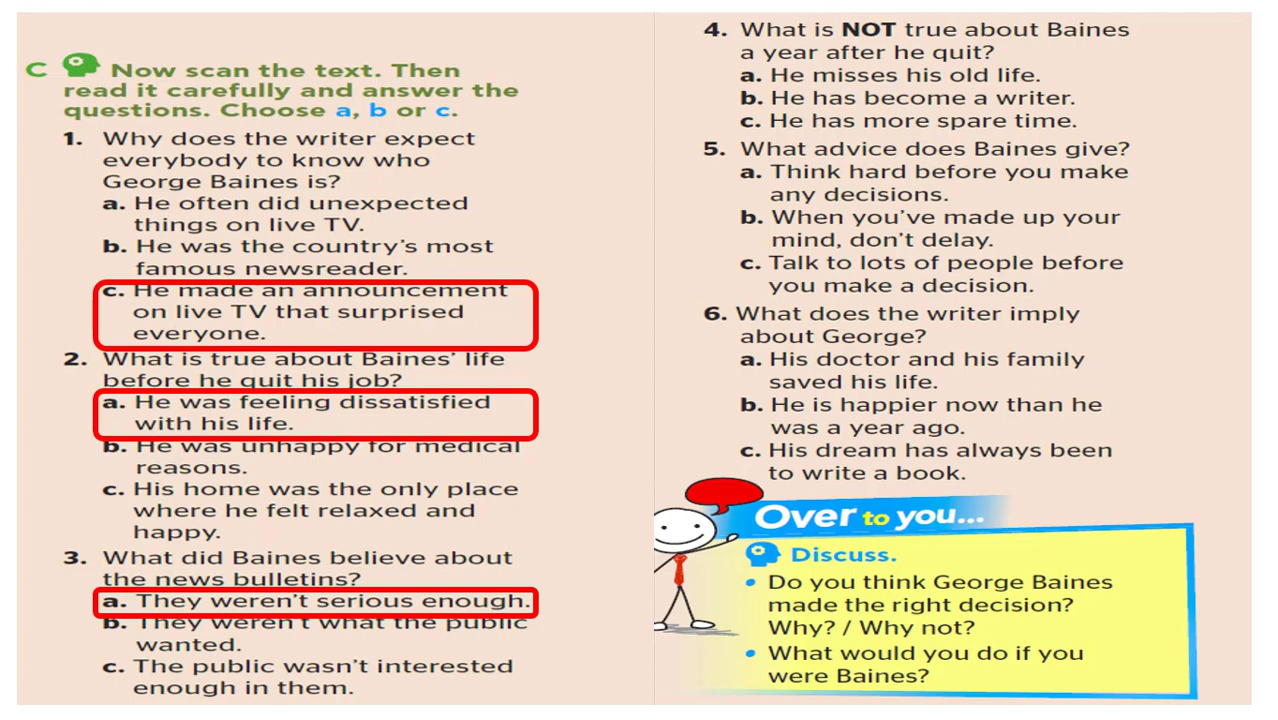 C Now scan the text. Then
read it carefully and answer the
questions. Choose a, b or c.
1. Why does the writer expect
everybody to know who
George Baines is?
a. He often did unexpected
things on live TV.
b. He was the country's most
famous newsreader.
c. He made an announcement
on live TV that surprised
everyone.
2. What is true about Baines' life
before he quit his job?
a. He was feeling dissatisfied
with his life.
b. He was unhappy for medical
reasons.
c. His home was the only place
where he felt relaxed and
happy.
3. What did Baines believe about
the news bulletins?
a. They weren't serious enough.
b. They weren't what the public
wanted.
c. The public wasn't interested
enough in them.
4. What is NOT true about Baines
a year after he quit?
a. He misses his old life.
b. He has become a writer.
c. He has more spare time.
5. What advice does Baines give?
a. Think hard before you make
any decisions.
b. When you've made up your
mind, don't delay.
c. Talk to lots of people before
you make a decision.
6. What does the writer imply
about George?
a. His doctor and his family
saved his life.
b. He is happier now than he
was a year ago.
c. His dream has always been
to write a book.
Over to you...
Discuss.
• Do you think George Baines
made the right decision?
Why? / Why not?
• What would you do if you
were Baines?